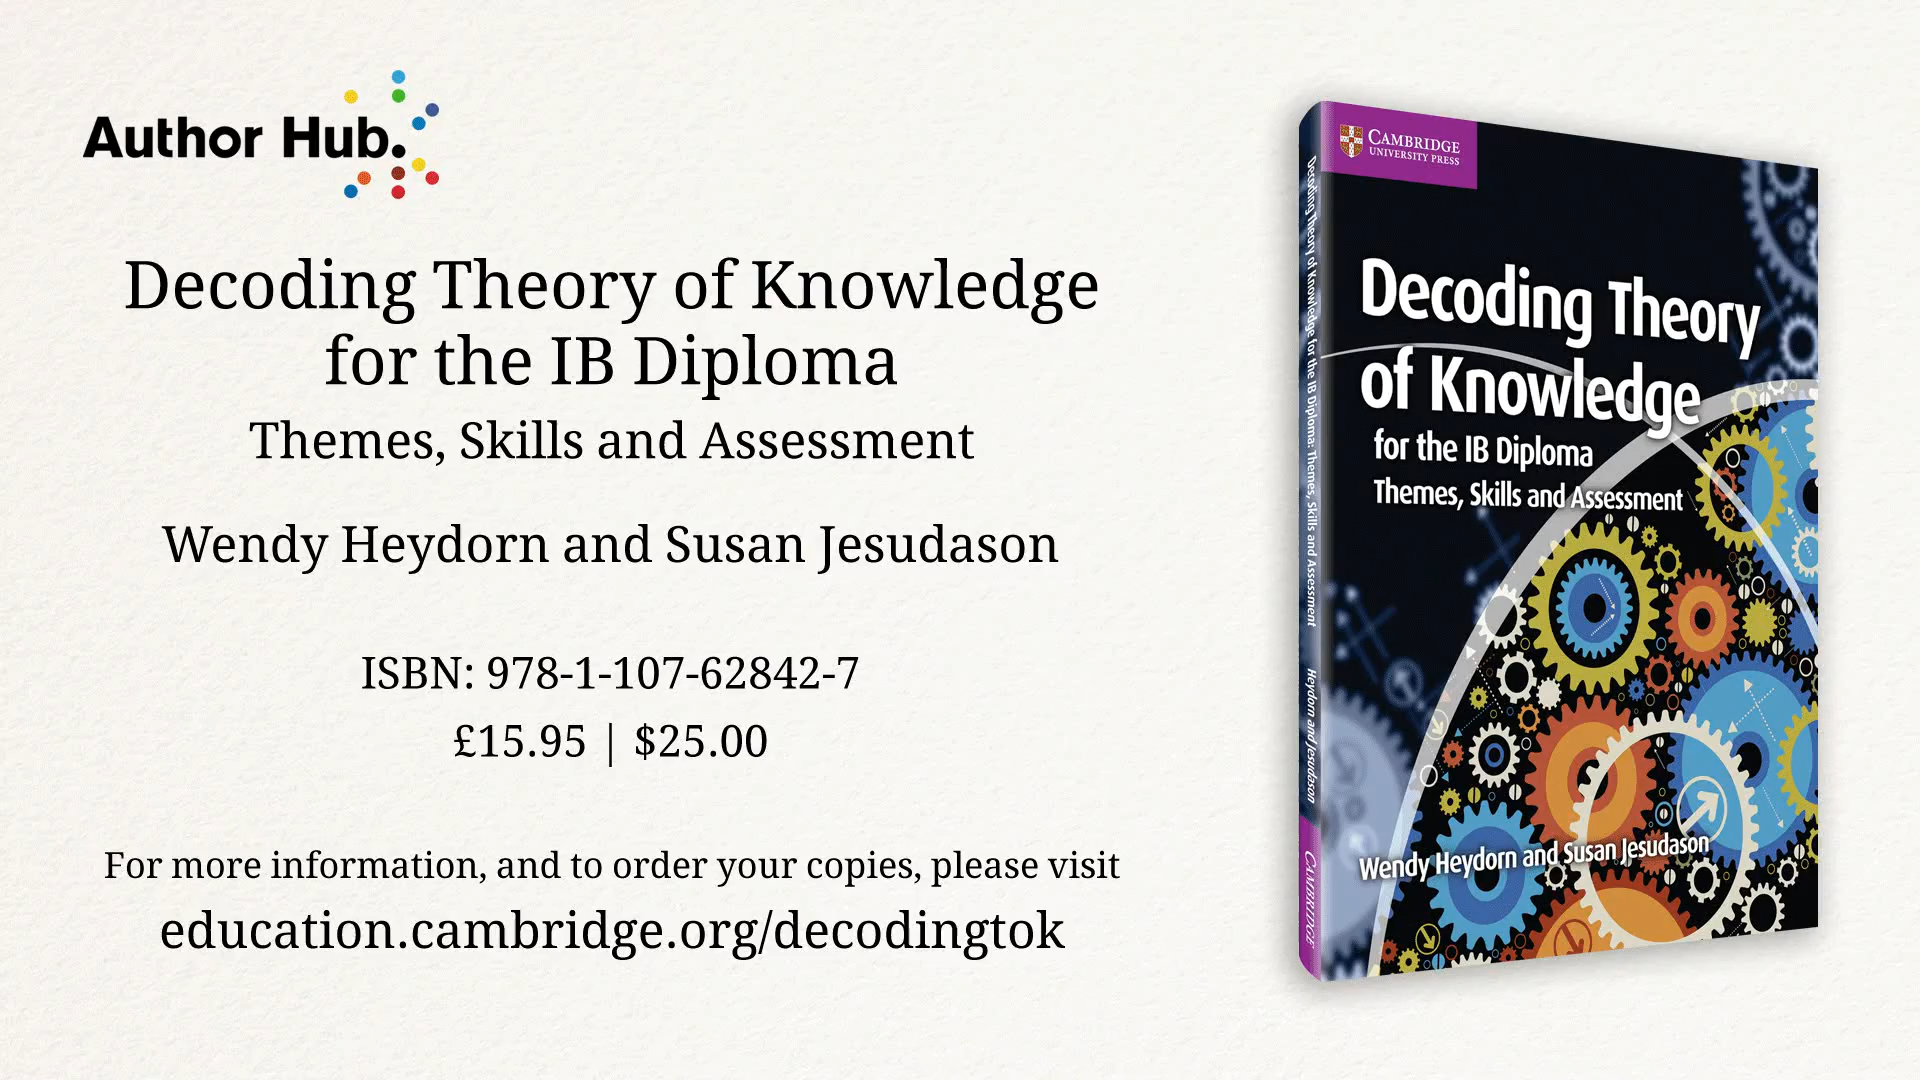 Author Hub.
Decoding Theory of Knowledge
for the IB Diploma
Themes, Skills and Assessment
Wendy Heydorn and Susan Jesudason
ISBN: 978-1-107-62842-7
£15.95 | $25.00
For more information, and to order your copies, please visit
education.cambridge.org/decodingtok
CAMBRIDGE
UNIVERSITY PRESS
Decoding Theory
of Knowledge
for the IB Diploma
Themes, Skills and Assessment
Wendy Heydorn and Susan Jesudason
Decoding Theory of Knowledge for the IB Diploma: Themes, Skills and Assessment
Heydorn and Jesudason
CAMBRIDGE